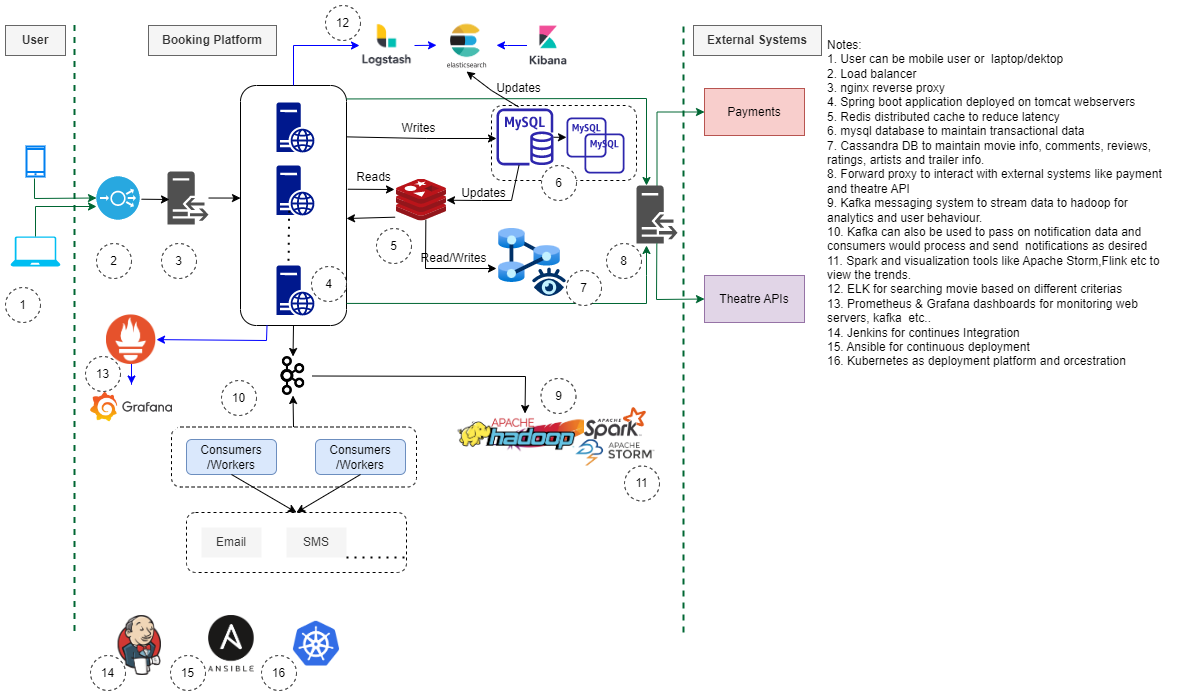 User
Booking Platform
External Systems
12
Logstash
elasticsearch
Kibana
Updates
Payments
MySQL
MySQL
MySQL
Writes
6
Reads
Updates
5
Read/Writes
7
8
Theatre APIs
1
2
3
4
13
Grafana
10
9
APACHE
hadoop
APACHE
Spark
APACHE
STORM
11
Consumers
/Workers
Consumers
/Workers
Email
SMS
14
15
ANSIBLE
16
Notes:
1. User can be mobile user or  laptop/dektop
2. Load balancer
3. nginx reverse proxy
4. Spring boot application deployed on tomcat webservers
5. Redis distributed cache to reduce latency
6. mysql database to maintain transactional data
7. Cassandra DB to maintain movie info, comments, reviews,
ratings, artists and trailer info.
8. Forward proxy to interact with external systems like payment
and theatre API
9. Kafka messaging system to stream data to hadoop for
analytics and user behaviour.
10. Kafka can also be used to pass on notification data and
consumers would process and send  notifications as desired
11. Spark and visualization tools like Apache Storm,Flink etc to
view the trends.
12. ELK for searching movie based on different criterias
13. Prometheus & Grafana dashboards for monitoring web
servers, kafka  etc..
14. Jenkins for continues Integration
15. Ansible for continuous deployment
16. Kubernetes as deployment platform and orcestration